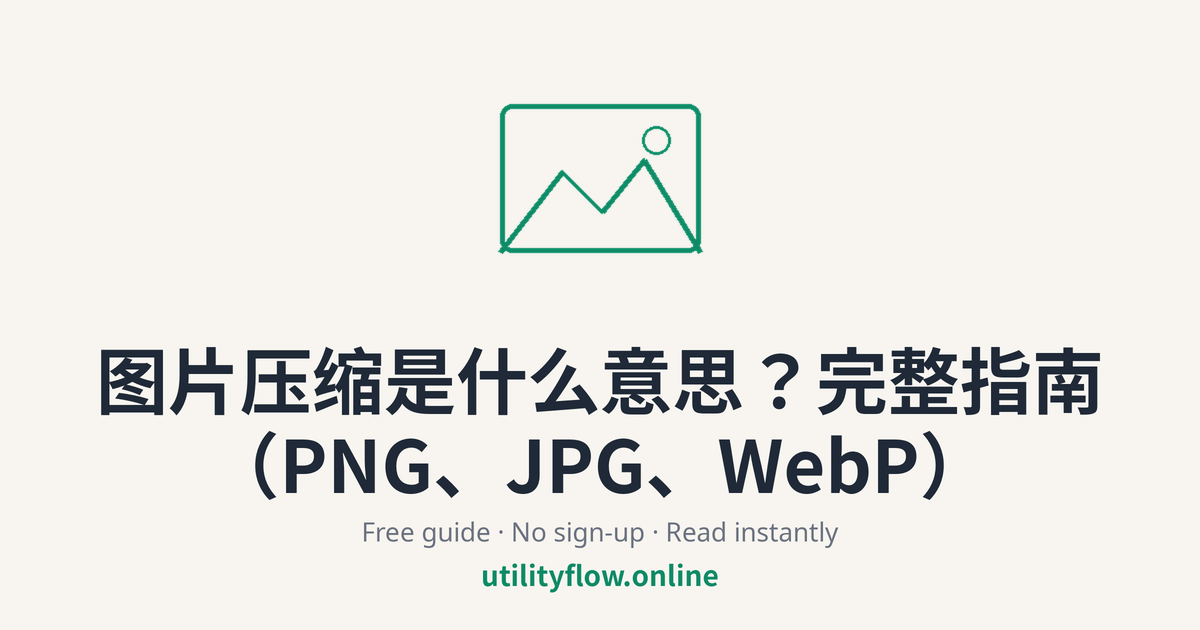 图片压缩是什么意思？完整指南
（PNG、JPG、WebP）
Free guide · No sign-up · Read instantly
utilityflow.online